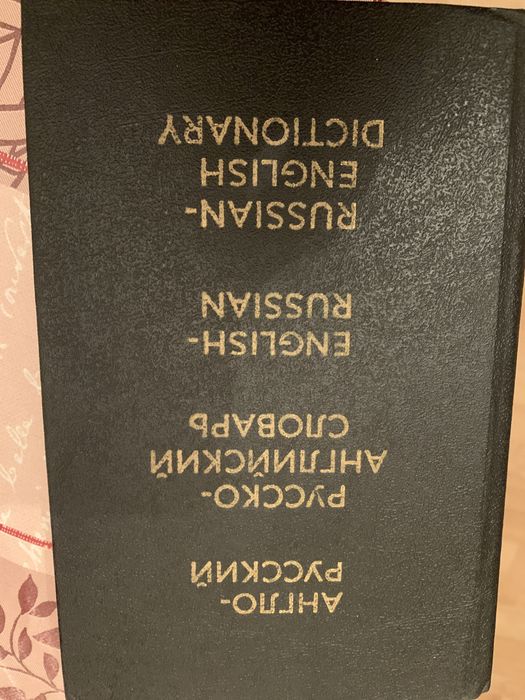 АНГЛО-
РУССКИЙ
РУССКО-
АНГЛИЙСКИЙ
СЛОВАРЬ
ENGLISH-
RUSSIAN
RUSSIAN-
ENGLISH
DICTIONARY